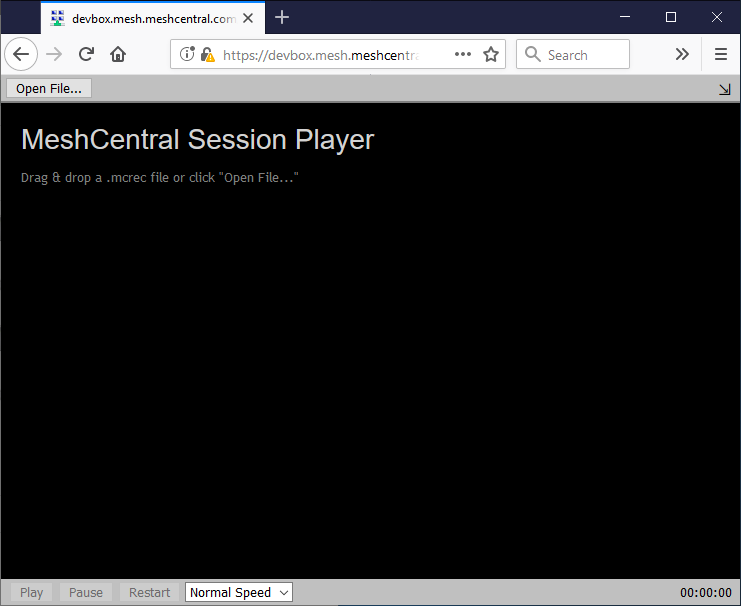 devbox.mesh.meshcentral.com
https://devbox.mesh.meshcentra
Search
Open File...
MeshCentral Session Player
Drag & drop a .mcrec file or click "Open File..."
Play Pause Restart Normal Speed 00:00:00